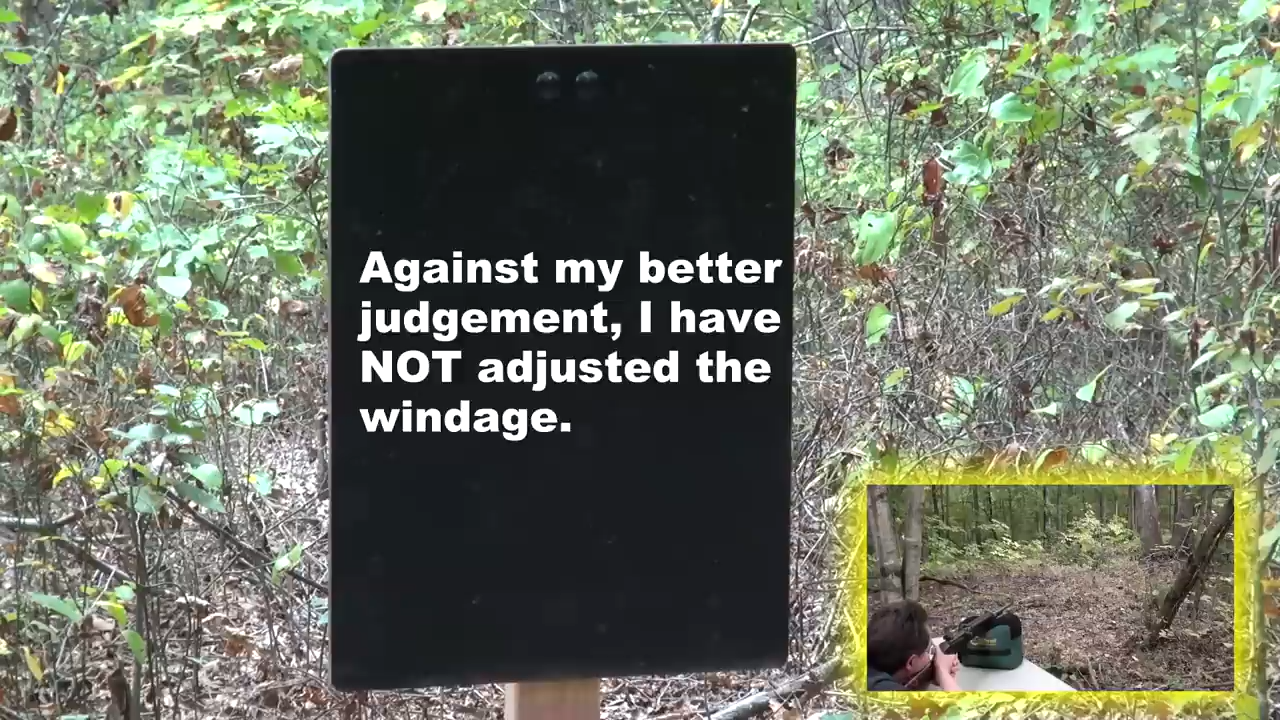 Against my better
judgement, I have
NOT adjusted the
windage.